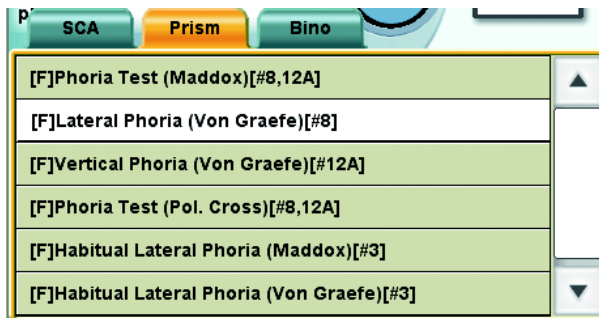 p
SCA Prism Bino
[F]Phoria Test (Maddox)[#8,12A]
[F]Lateral Phoria (Von Graefe)[#8]
[F]Vertical Phoria (Von Graefe)[#12A]
[F]Phoria Test (Pol. Cross)[#8,12A]
[F]Habitual Lateral Phoria (Maddox)[#3]
[F]Habitual Lateral Phoria (Von Graefe)[#3]